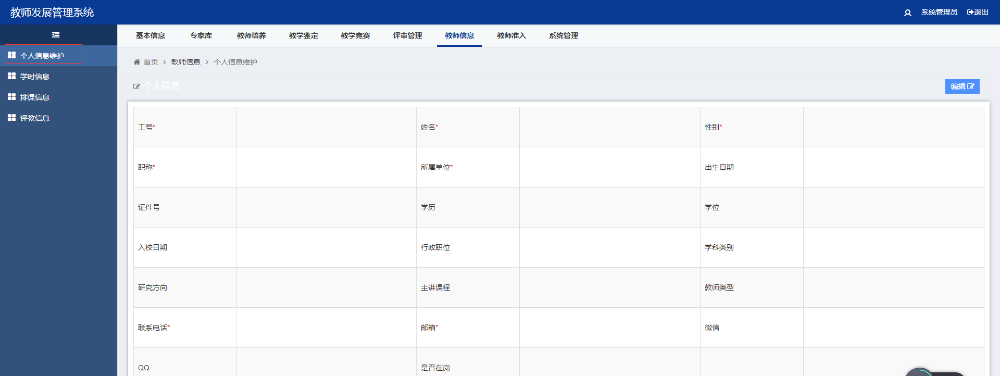 教师发展管理系统
系统管理员 退出
基本信息 专家库 教师培养 教学鉴定 教学竞赛 评审管理 教师信息 教师准入 系统管理
个人信息维护
学时信息
排课信息
评教信息
首页 > 教师信息 > 个人信息维护
个人信息
编辑
工号* 姓名* 性别*
职称* 所属单位* 出生日期
证件号 学历 学位
入校日期 行政职位 学科类别
研究方向 主讲课程 教师类型
联系电话* 邮箱* 微信
QQ 是否在岗